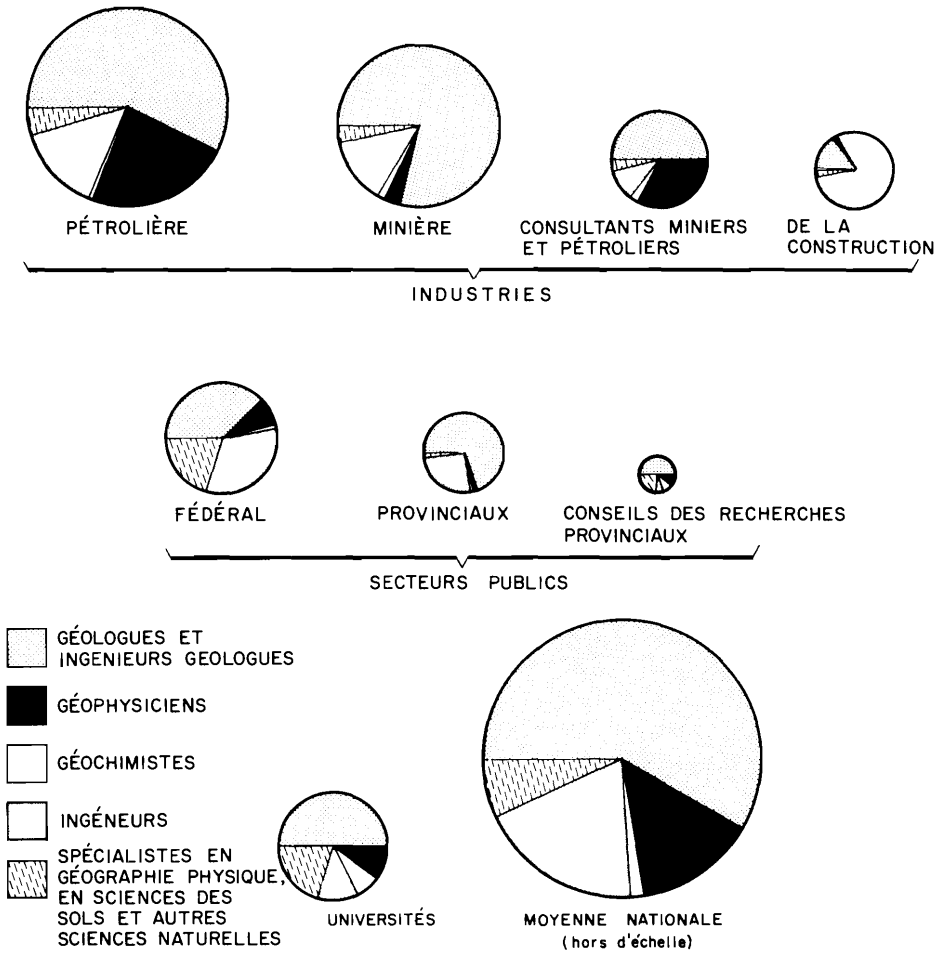 PÉTROLIÈRE
MINIÈRE
CONSULTANTS MINIERS
ET PÉTROLIERS
DE LA
CONSTRUCTION
INDUSTRIES
FÉDÉRAL
PROVINCIAUX
CONSEILS DES RECHERCHES
PROVINCIAUX
SECTEURS PUBLICS
GÉOLOGUES ET
INGENIEURS GEOLOGUES
GÉOPHYSICIENS
GÉOCHIMISTES
INGÉNEURS
SPÉCIALISTES EN
GÉOGRAPHIE PHYSIQUE,
EN SCIENCES DES
SOLS ET AUTRES
SCIENCES NATURELLES
UNIVERSITÉS
MOYENNE NATIONALE
(hors d'échelle)